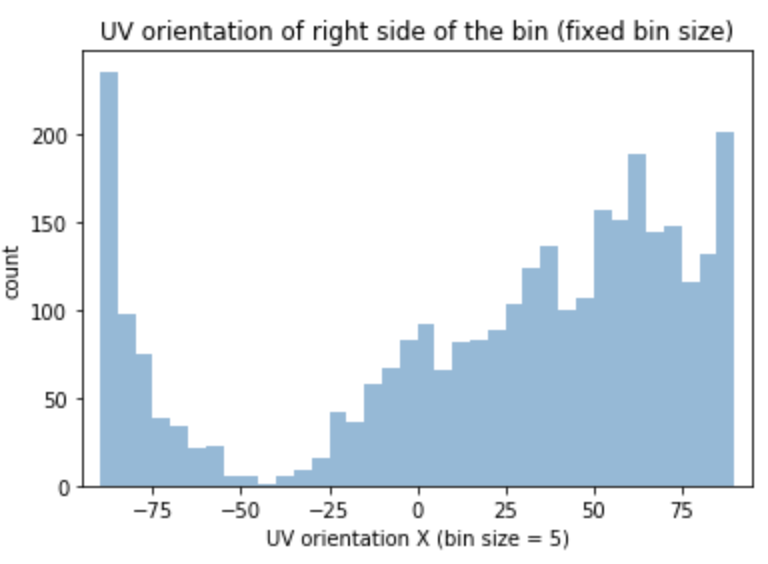 UV orientation of right side of the bin (fixed bin size)
200
150
100
50
0
count
−75 −50 −25 0 25 50 75
UV orientation X (bin size = 5)